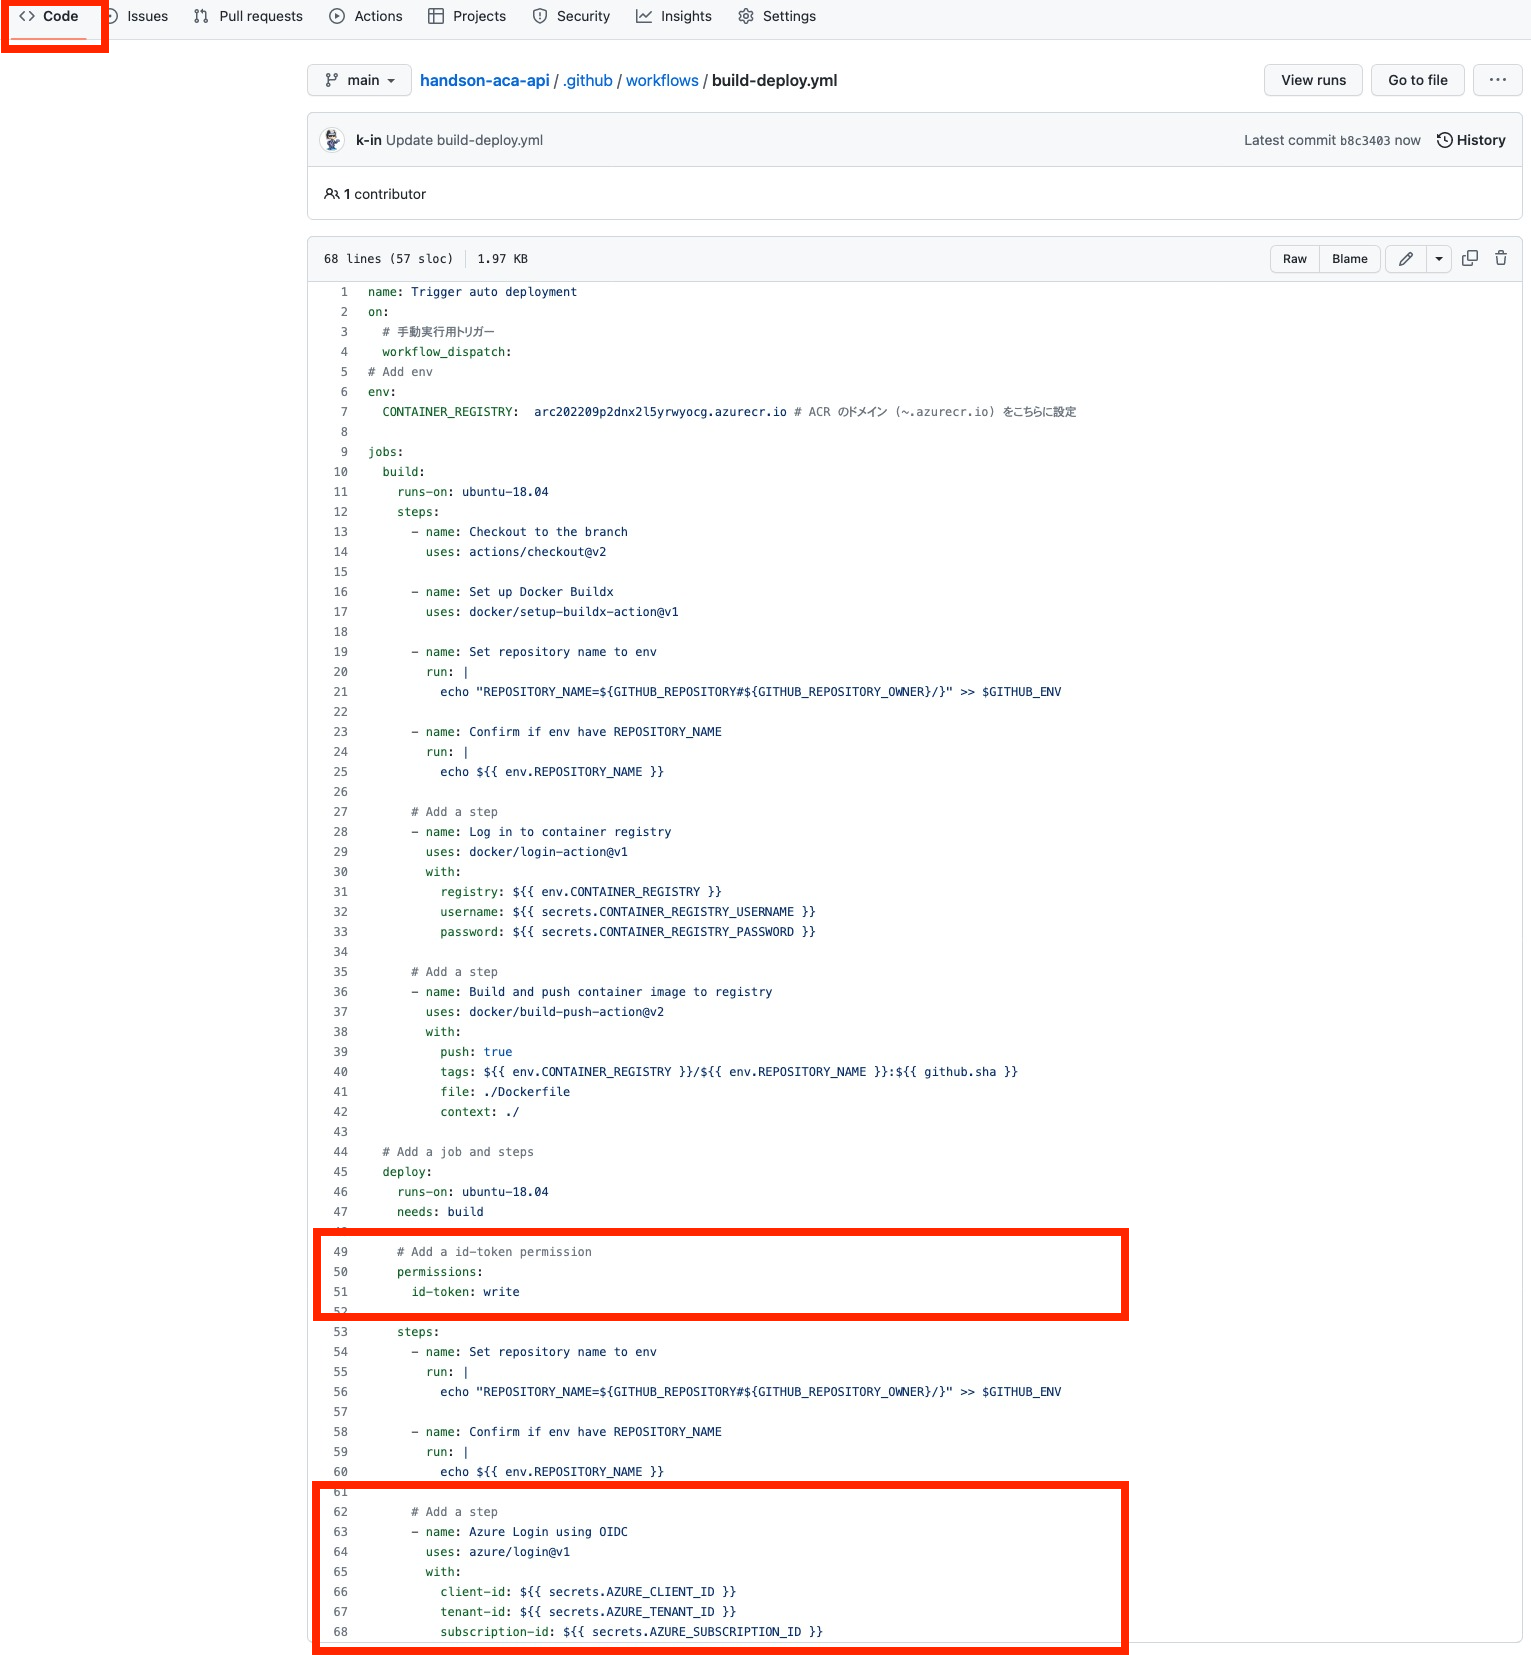 Code Issues Pull requests Actions Projects Security Insights Settings
main handson-aca-api / .github / workflows / build-deploy.yml View runs Go to file ...
k-in Update build-deploy.yml Latest commit b8c3403 now History
1 contributor
68 lines (57 sloc) 1.97 KB Raw Blame
1 name: Trigger auto deployment
2 on:
3   # 手動実行用トリガー
4   workflow_dispatch:
5 # Add env
6 env:
7   CONTAINER_REGISTRY:  arc202209p2dnx2l5yrwyocg.azurecr.io # ACR のドメイン (~.azurecr.io) をこちらに設定
8
9 jobs:
10   build:
11     runs-on: ubuntu-18.04
12     steps:
13       - name: Checkout to the branch
14         uses: actions/checkout@v2
15
16       - name: Set up Docker Buildx
17         uses: docker/setup-buildx-action@v1
18
19       - name: Set repository name to env
20         run: |
21           echo "REPOSITORY_NAME=${GITHUB_REPOSITORY#${GITHUB_REPOSITORY_OWNER}/}" >> $GITHUB_ENV
22
23       - name: Confirm if env have REPOSITORY_NAME
24         run: |
25           echo ${{ env.REPOSITORY_NAME }}
26
27       # Add a step
28       - name: Log in to container registry
29         uses: docker/login-action@v1
30         with:
31           registry: ${{ env.CONTAINER_REGISTRY }}
32           username: ${{ secrets.CONTAINER_REGISTRY_USERNAME }}
33           password: ${{ secrets.CONTAINER_REGISTRY_PASSWORD }}
34
35       # Add a step
36       - name: Build and push container image to registry
37         uses: docker/build-push-action@v2
38         with:
39           push: true
40           tags: ${{ env.CONTAINER_REGISTRY }}/${{ env.REPOSITORY_NAME }}:${{ github.sha }}
41           file: ./Dockerfile
42           context: ./
43
44   # Add a job and steps
45   deploy:
46     runs-on: ubuntu-18.04
47     needs: build
49     # Add a id-token permission
50     permissions:
51       id-token: write
52
53     steps:
54       - name: Set repository name to env
55         run: |
56           echo "REPOSITORY_NAME=${GITHUB_REPOSITORY#${GITHUB_REPOSITORY_OWNER}/}" >> $GITHUB_ENV
57
58       - name: Confirm if env have REPOSITORY_NAME
59         run: |
60           echo ${{ env.REPOSITORY_NAME }}
61
62       # Add a step
63       - name: Azure Login using OIDC
64         uses: azure/login@v1
65         with:
66           client-id: ${{ secrets.AZURE_CLIENT_ID }}
67           tenant-id: ${{ secrets.AZURE_TENANT_ID }}
68           subscription-id: ${{ secrets.AZURE_SUBSCRIPTION_ID }}